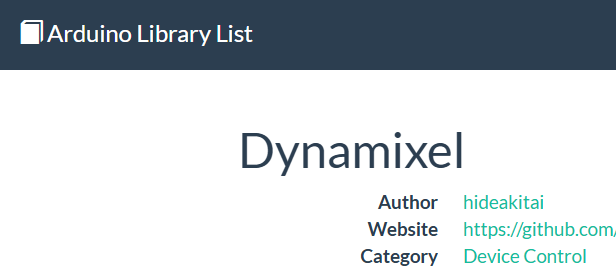 Arduino Library List
Dynamixel
Author hideakitai
Website https://github.com/
Category Device Control